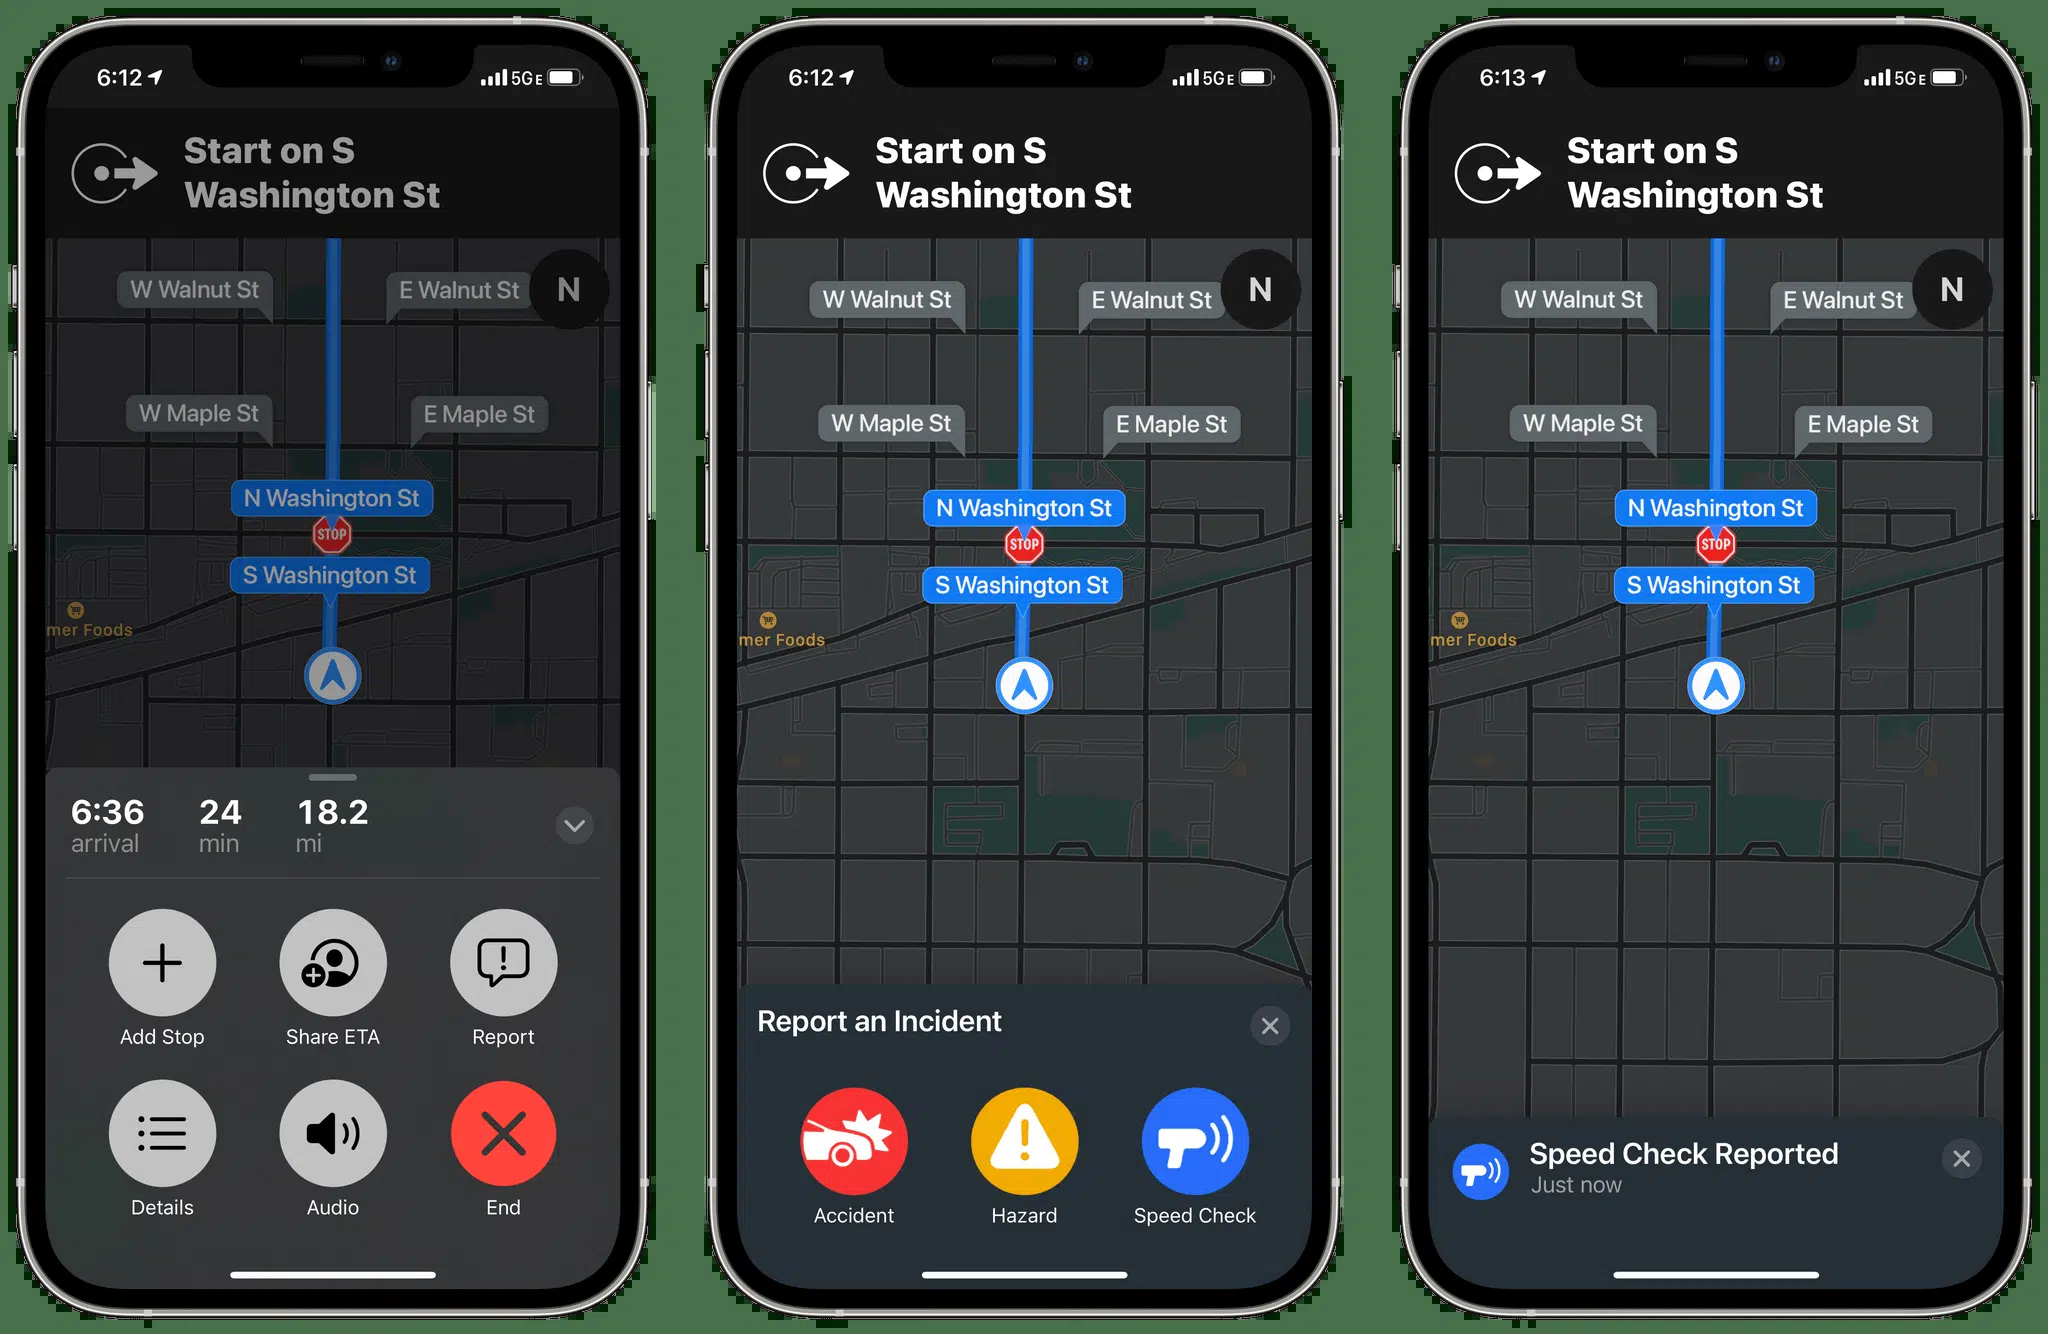 6:12
5GE
Start on S
Washington St
W Walnut St
E Walnut St
N
W Maple St
E Maple St
N Washington St
STOP
S Washington St
mer Foods
6:36
24
18.2
arrival
min
mi
Add Stop
Share ETA
Report
Details
Audio
End
6:12
5GE
Start on S
Washington St
W Walnut St
E Walnut St
N
W Maple St
E Maple St
N Washington St
STOP
S Washington St
mer Foods
Report an Incident
Accident
Hazard
Speed Check
6:13
5GE
Start on S
Washington St
W Walnut St
E Walnut St
N
W Maple St
E Maple St
N Washington St
STOP
S Washington St
mer Foods
Speed Check Reported
Just now